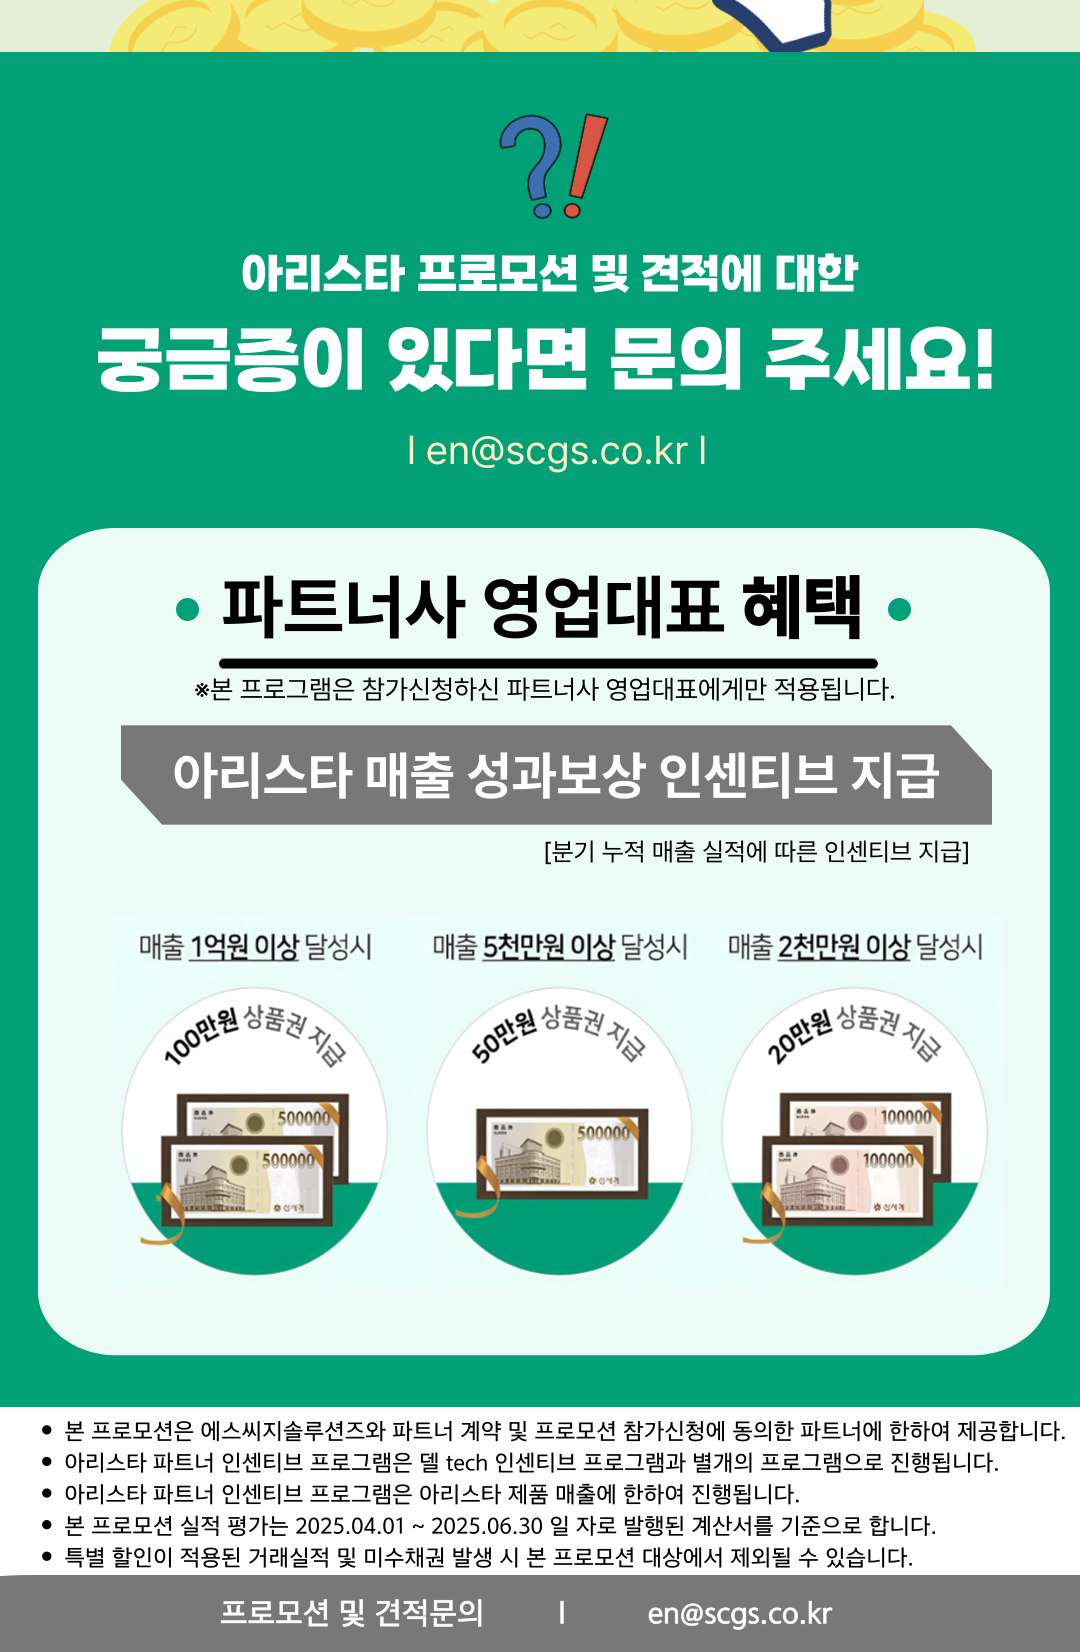 ?!
아리스타 프로모션 및 견적에 대한
궁금증이 있다면 문의 주세요!
l en@scgs.co.kr l
• 파트너사 영업대표 혜택 •
※본 프로그램은 참가신청하신 파트너사 영업대표에게만 적용됩니다.
아리스타 매출 성과보상 인센티브 지급
[분기 누적 매출 실적에 따른 인센티브 지급]
매출 1억원 이상 달성시
100만원 상품권 지급
500000
500000
신세계
매출 5천만원 이상 달성시
50만원 상품권 지급
500000
신세계
매출 2천만원 이상 달성시
20만원 상품권 지급
100000
100000
신세계
• 본 프로모션은 에스씨지솔루션즈와 파트너 계약 및 프로모션 참가신청에 동의한 파트너에 한하여 제공합니다.
• 아리스타 파트너 인센티브 프로그램은 델 tech 인센티브 프로그램과 별개의 프로그램으로 진행됩니다.
• 아리스타 파트너 인센티브 프로그램은 아리스타 제품 매출에 한하여 진행됩니다.
• 본 프로모션 실적 평가는 2025.04.01 ~ 2025.06.30 일 자로 발행된 계산서를 기준으로 합니다.
• 특별 할인이 적용된 거래실적 및 미수채권 발생 시 본 프로모션 대상에서 제외될 수 있습니다.
프로모션 및 견적문의 l en@scgs.co.kr